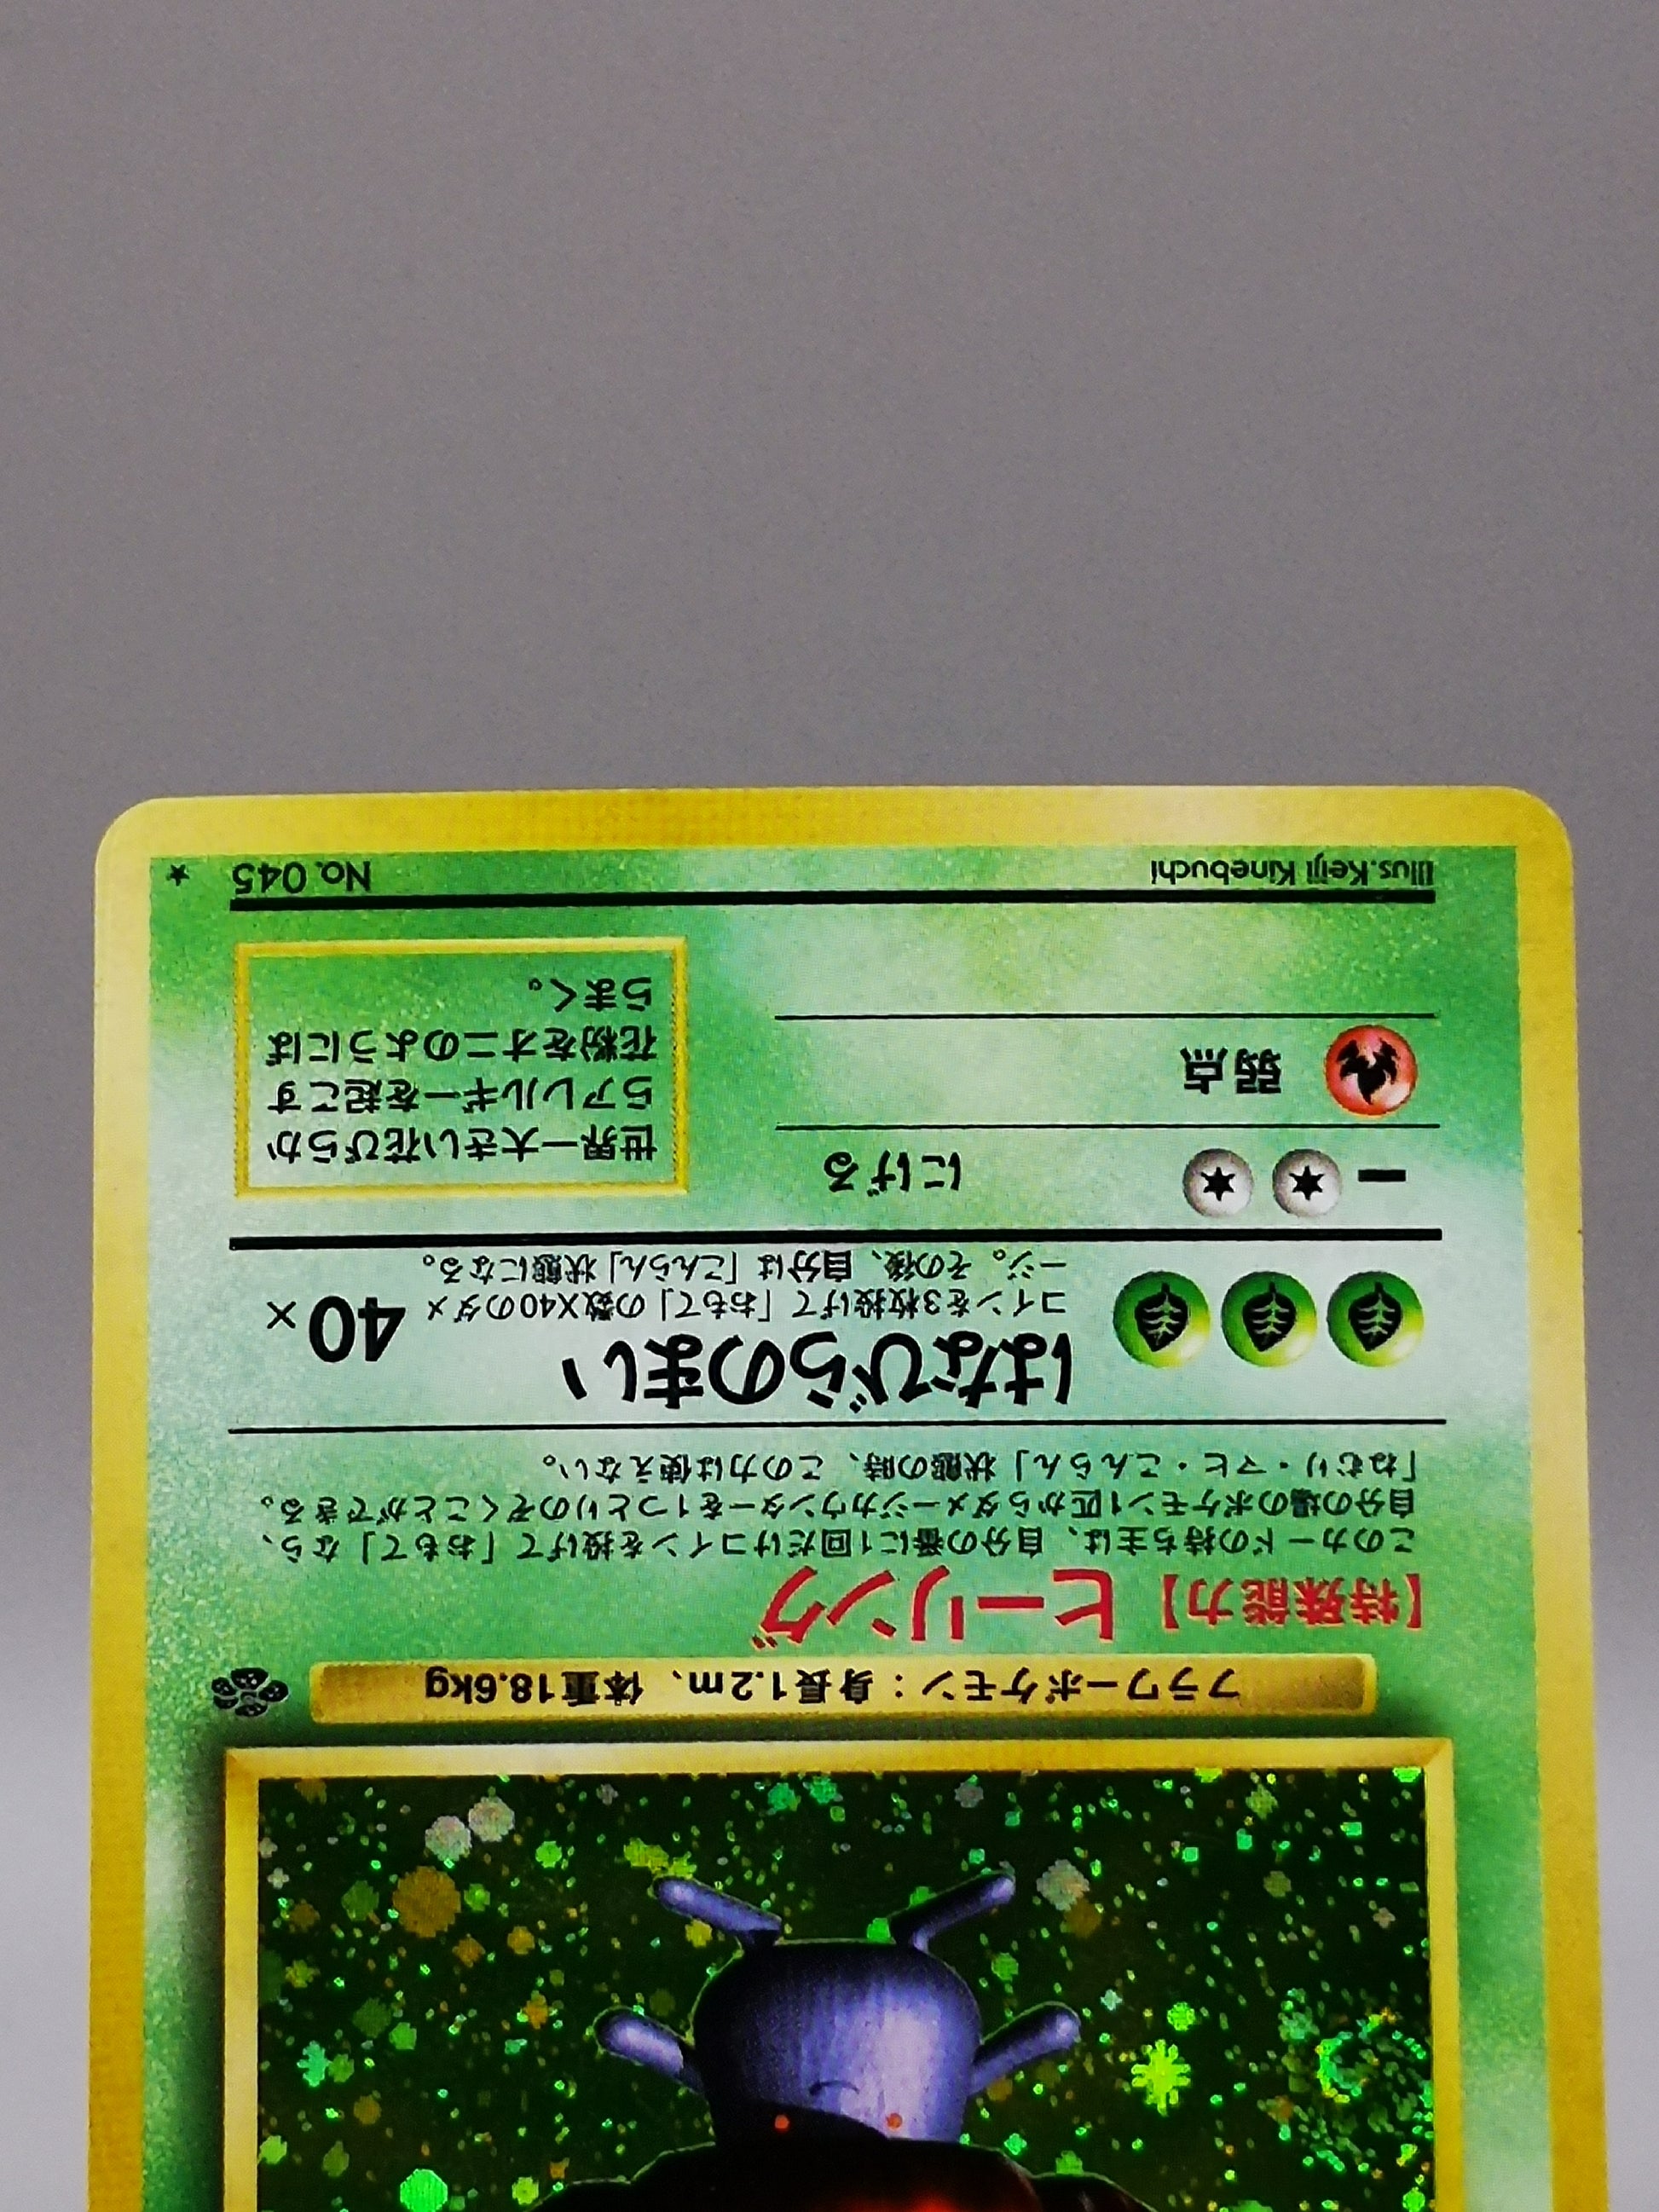 フラワーポケモン：身長1.2m、体重18.6kg
【特殊能力】ヒーリング
このカードの持ち主は、自分の番に1回だけコインを投げて「おもて」なら、
自分の場のポケモン1匹からダメージカウンターを1つとりのぞくことができる。
「ねむり・マヒ・こんらん」状態の時、この力は使えない。
はなびらのまい 40×
コインを3枚投げて「おもて」の数X40のダメ
ージ。その後、自分は「こんらん」状態になる。
ー にげる
弱点
世界一大きい花びらか
らアレルギーを起こす
花粉をオニのようにば
らまく。
Illus.Keiji Kinebuchi
No. 045 ★